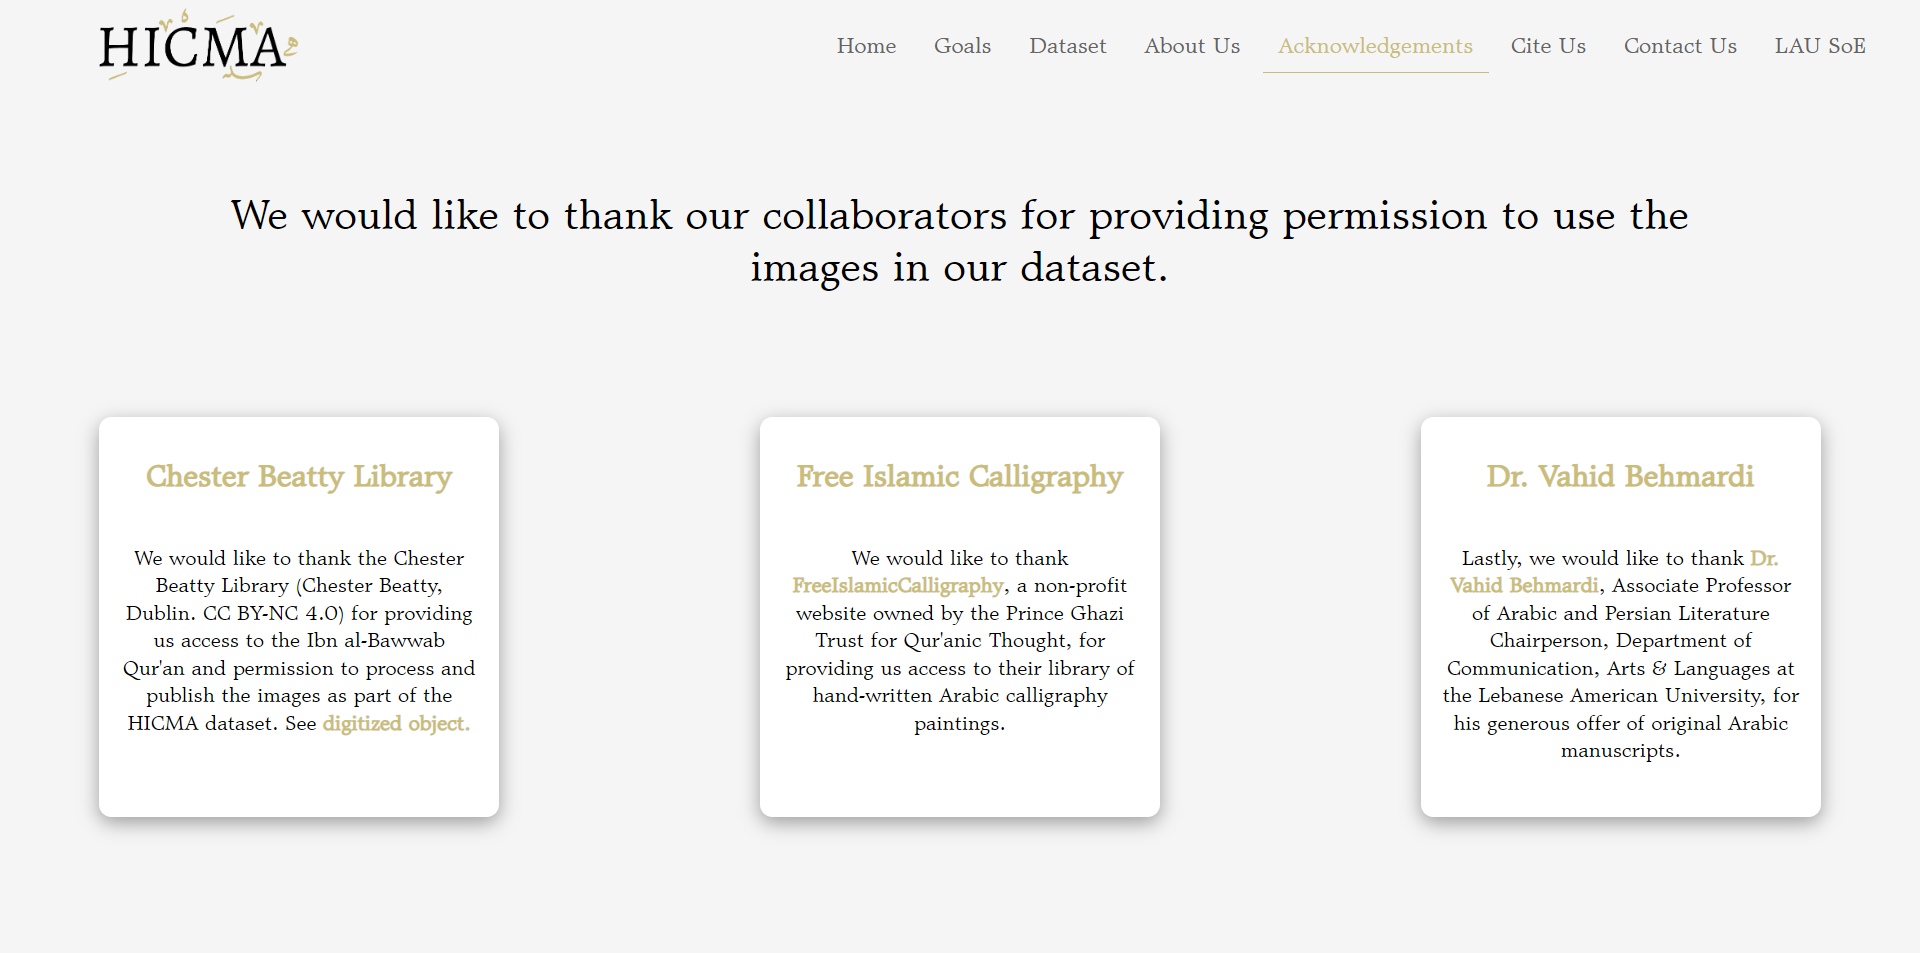 HICMA
Home Goals Dataset About Us Acknowledgements Cite Us Contact Us LAU SoE
We would like to thank our collaborators for providing permission to use the
images in our dataset.
Chester Beatty Library
We would like to thank the Chester
Beatty Library (Chester Beatty,
Dublin. CC BY-NC 4.0) for providing
us access to the Ibn al-Bawwab
Qur'an and permission to process and
publish the images as part of the
HICMA dataset. See digitized object.
Free Islamic Calligraphy
We would like to thank
FreeIslamicCalligraphy, a non-profit
website owned by the Prince Ghazi
Trust for Qur'anic Thought, for
providing us access to their library of
hand-written Arabic calligraphy
paintings.
Dr. Vahid Behmardi
Lastly, we would like to thank Dr.
Vahid Behmardi, Associate Professor
of Arabic and Persian Literature
Chairperson, Department of
Communication, Arts & Languages at
the Lebanese American University, for
his generous offer of original Arabic
manuscripts.